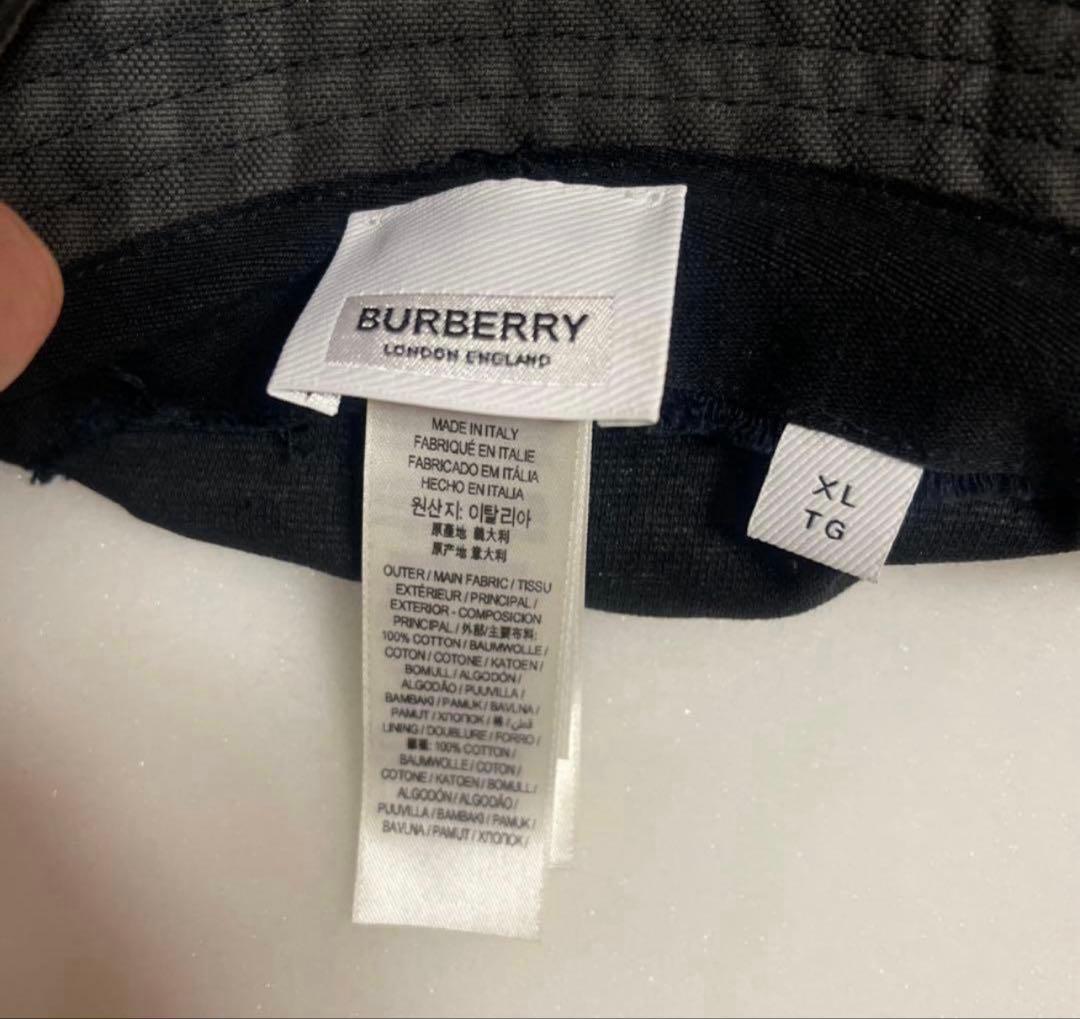 BURBERRY
LONDON ENGLAND
MADE IN ITALY
FABRIQUÉ EN ITALIE
FABRICADO EM ITÁLIA
HECHO EN ITALIA
원산지: 이탈리아
原產地 義大利
原产地 意大利
OUTER / MAIN FABRIC / TISSU
EXTÉRIEUR / PRINCIPAL /
EXTERIOR - COMPOSICION
PRINCIPAL / 外部/主要布料:
100% COTTON / BAUMWOLLE /
COTON / COTONE / KATOEN /
BOMULL / ALGODÓN /
ALGODÃO / PUUVILLA /
BAMBAKI / PAMUK / BAVLNA /
PAMUT / ХЛОПОК / 棉 / قطن /
LINING / DOUBLURE / FORRO /
: 100% COTTON /
BAUMWOLLE / COTON /
COTONE / KATOEN / BOMULL /
ALGODÓN / ALGODÃO /
PUUVILLA / BAMBAKI / PAMUK /
BAVLNA / PAMUT / ХЛОПОК /
XL
TG